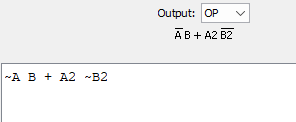 Output: OP
A̅ B + A2 B̅2̅
~A B + A2 ~B2